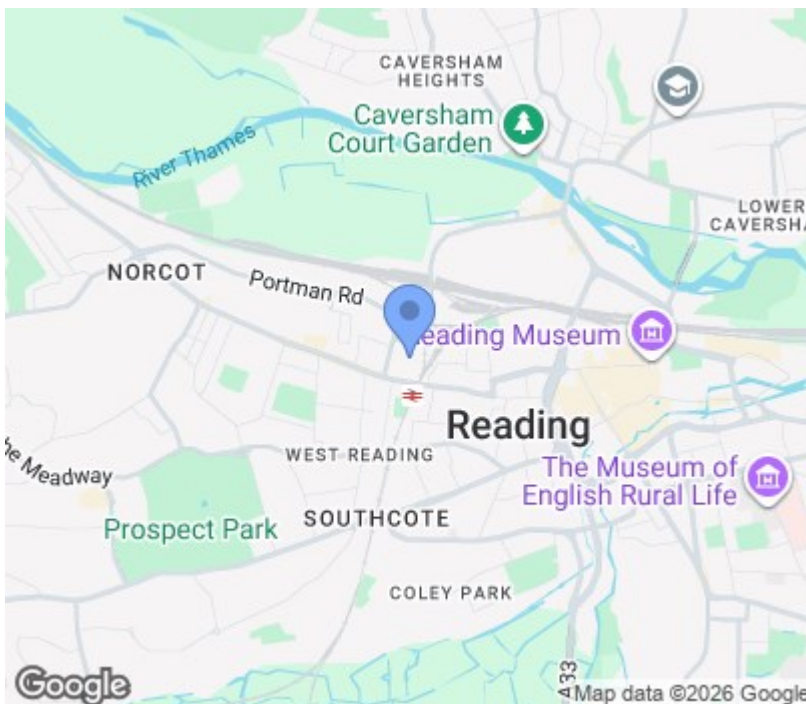 CAVERSHAM
HEIGHTS
Caversham
Court Garden
River Thames
LOWER
CAVERSHA
NORCOT
Portman Rd
eading Museum
Reading
WEST READING
he Meadway
The Museum of
English Rural Life
SOUTHCOTE
Prospect Park
COLEY PARK
A33
Google
Map data ©2026 Google